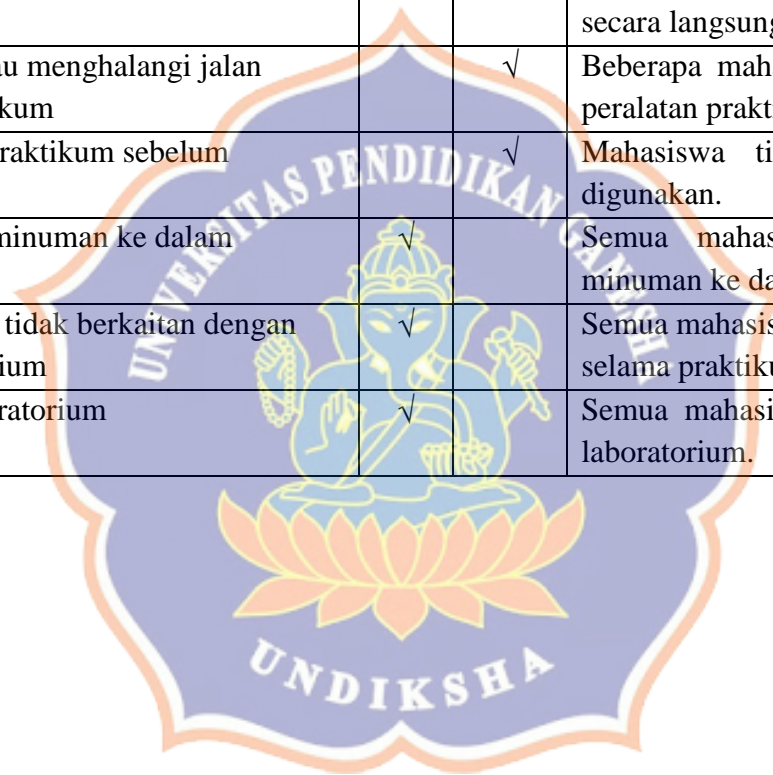 secara langsung
au menghalangi jalan √ Beberapa mah
kum peralatan prakt
raktikum sebelum √ Mahasiswa ti
digunakan.
minuman ke dalam √ Semua mahas
minuman ke da
tidak berkaitan dengan √ Semua mahasis
ium selama praktiku
ratorium √ Semua mahasi
laboratorium.
UNIVERSITAS PENDIDIKAN GANESHA
UNDIKSHA